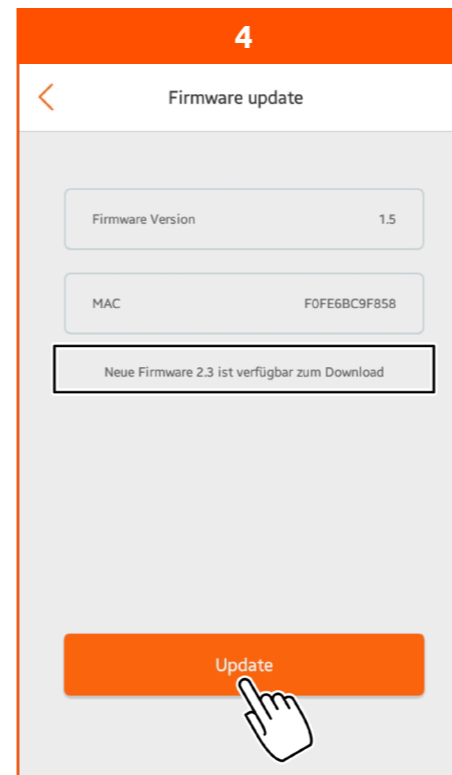 4
Firmware update
Firmware Version 1.5
MAC F0FE6BC9F858
Neue Firmware 2.3 ist verfügbar zum Download
Update